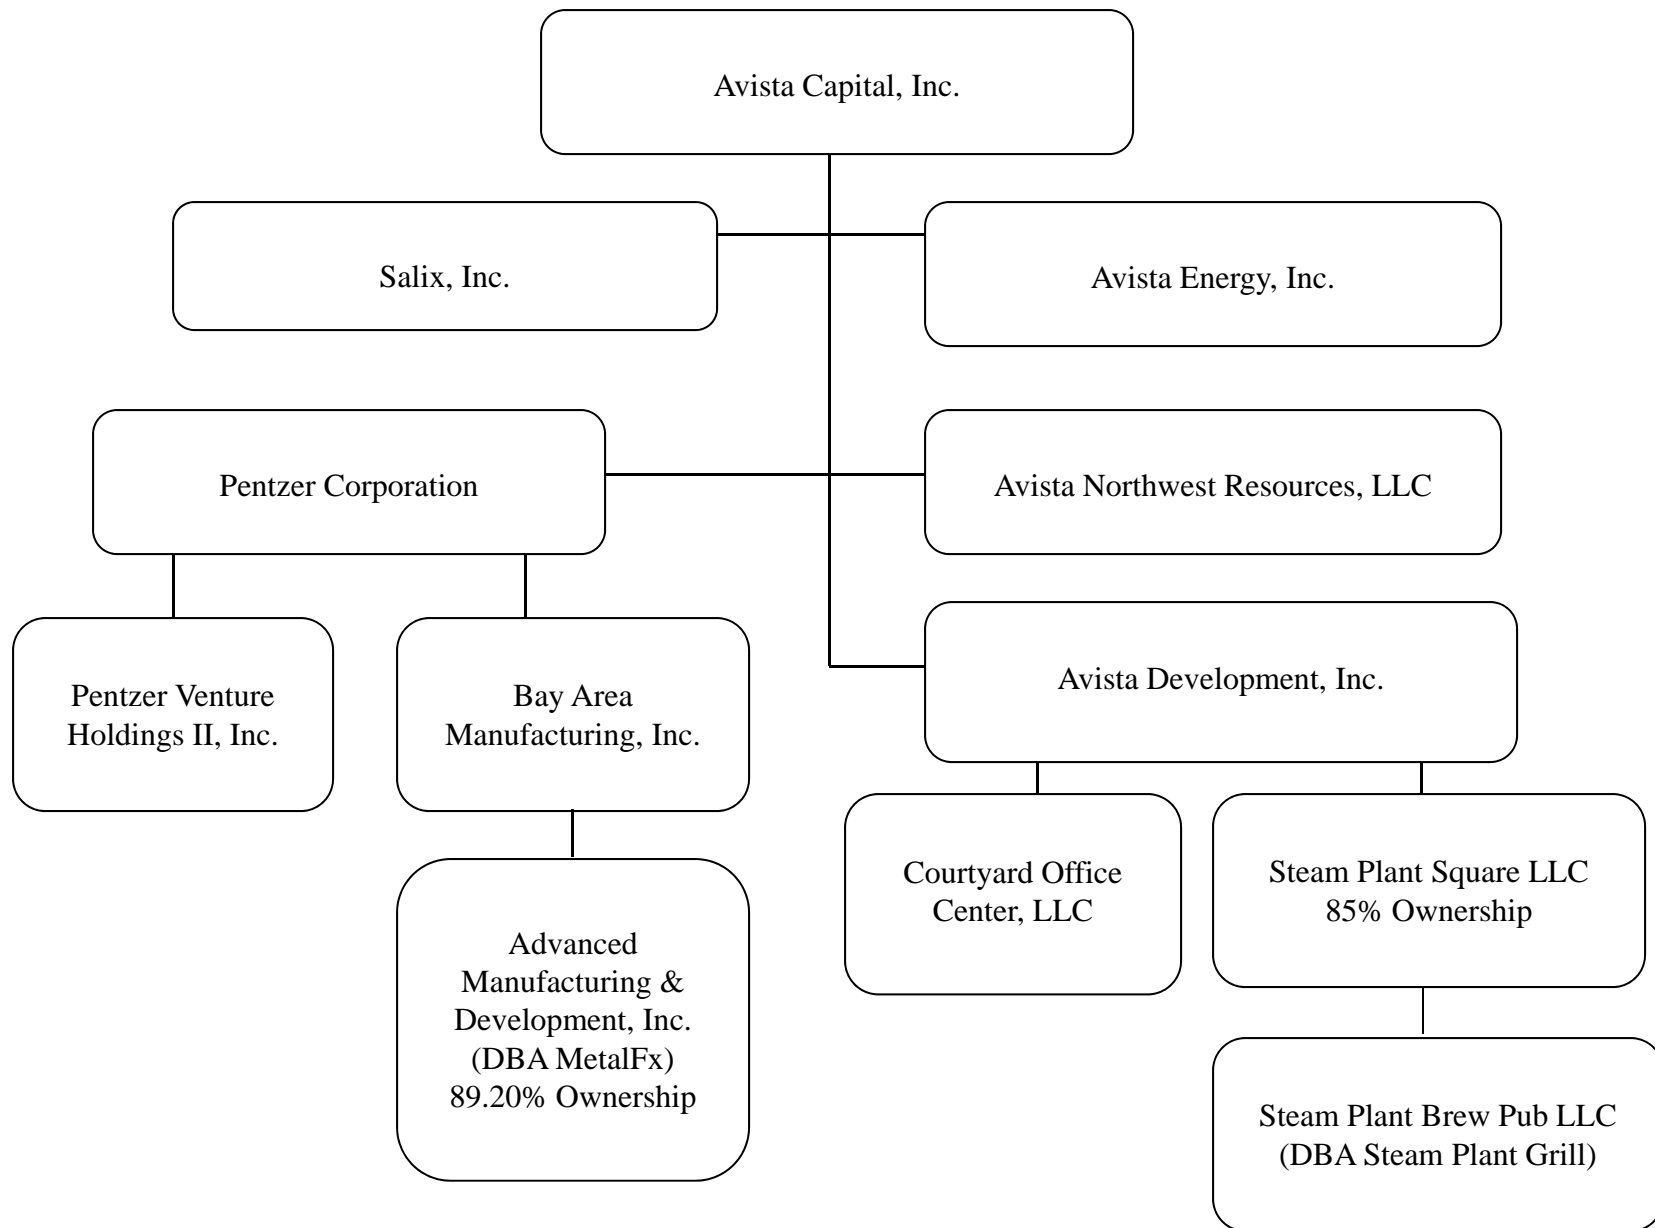 Avista Capital, Inc.
Salix, Inc.
Avista Energy, Inc.
Pentzer Corporation
Avista Northwest Resources, LLC
Pentzer Venture
Holdings II, Inc.
Bay Area
Manufacturing, Inc.
Avista Development, Inc.
Advanced
Manufacturing &
Development, Inc.
(DBA MetalFx)
89.20% Ownership
Courtyard Office
Center, LLC
Steam Plant Square LLC
85% Ownership
Steam Plant Brew Pub LLC
(DBA Steam Plant Grill)